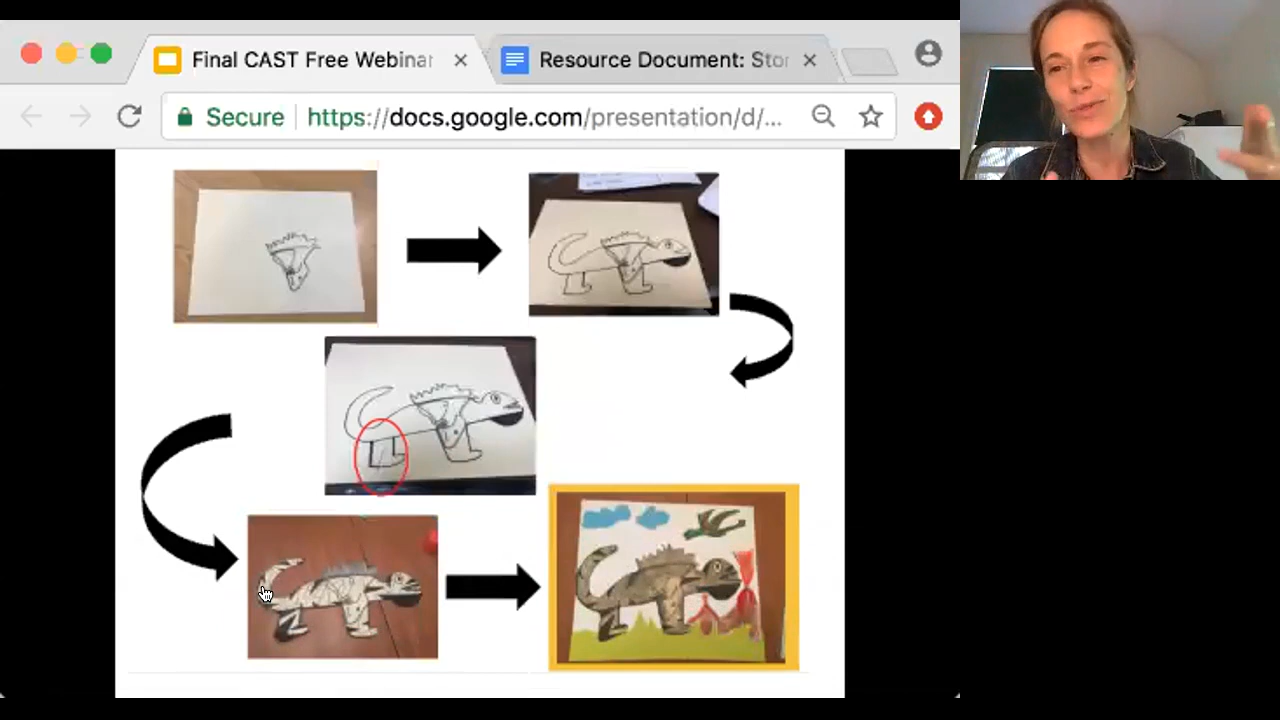 Final CAST Free Webinar
Resource Document: Stor
Secure https://docs.google.com/presentation/d/...